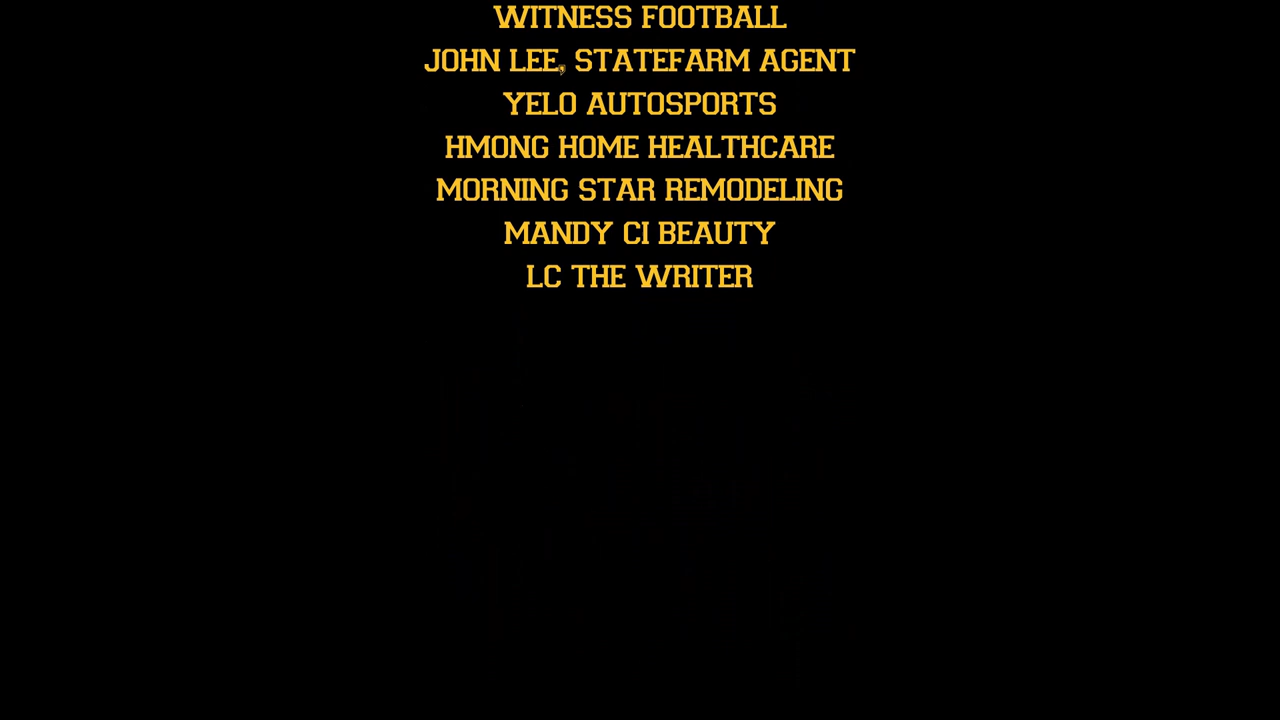 WITNESS FOOTBALL
JOHN LEE, STATEFARM AGENT
YELO AUTOSPORTS
HMONG HOME HEALTHCARE
MORNING STAR REMODELING
MANDY CI BEAUTY
LC THE WRITER